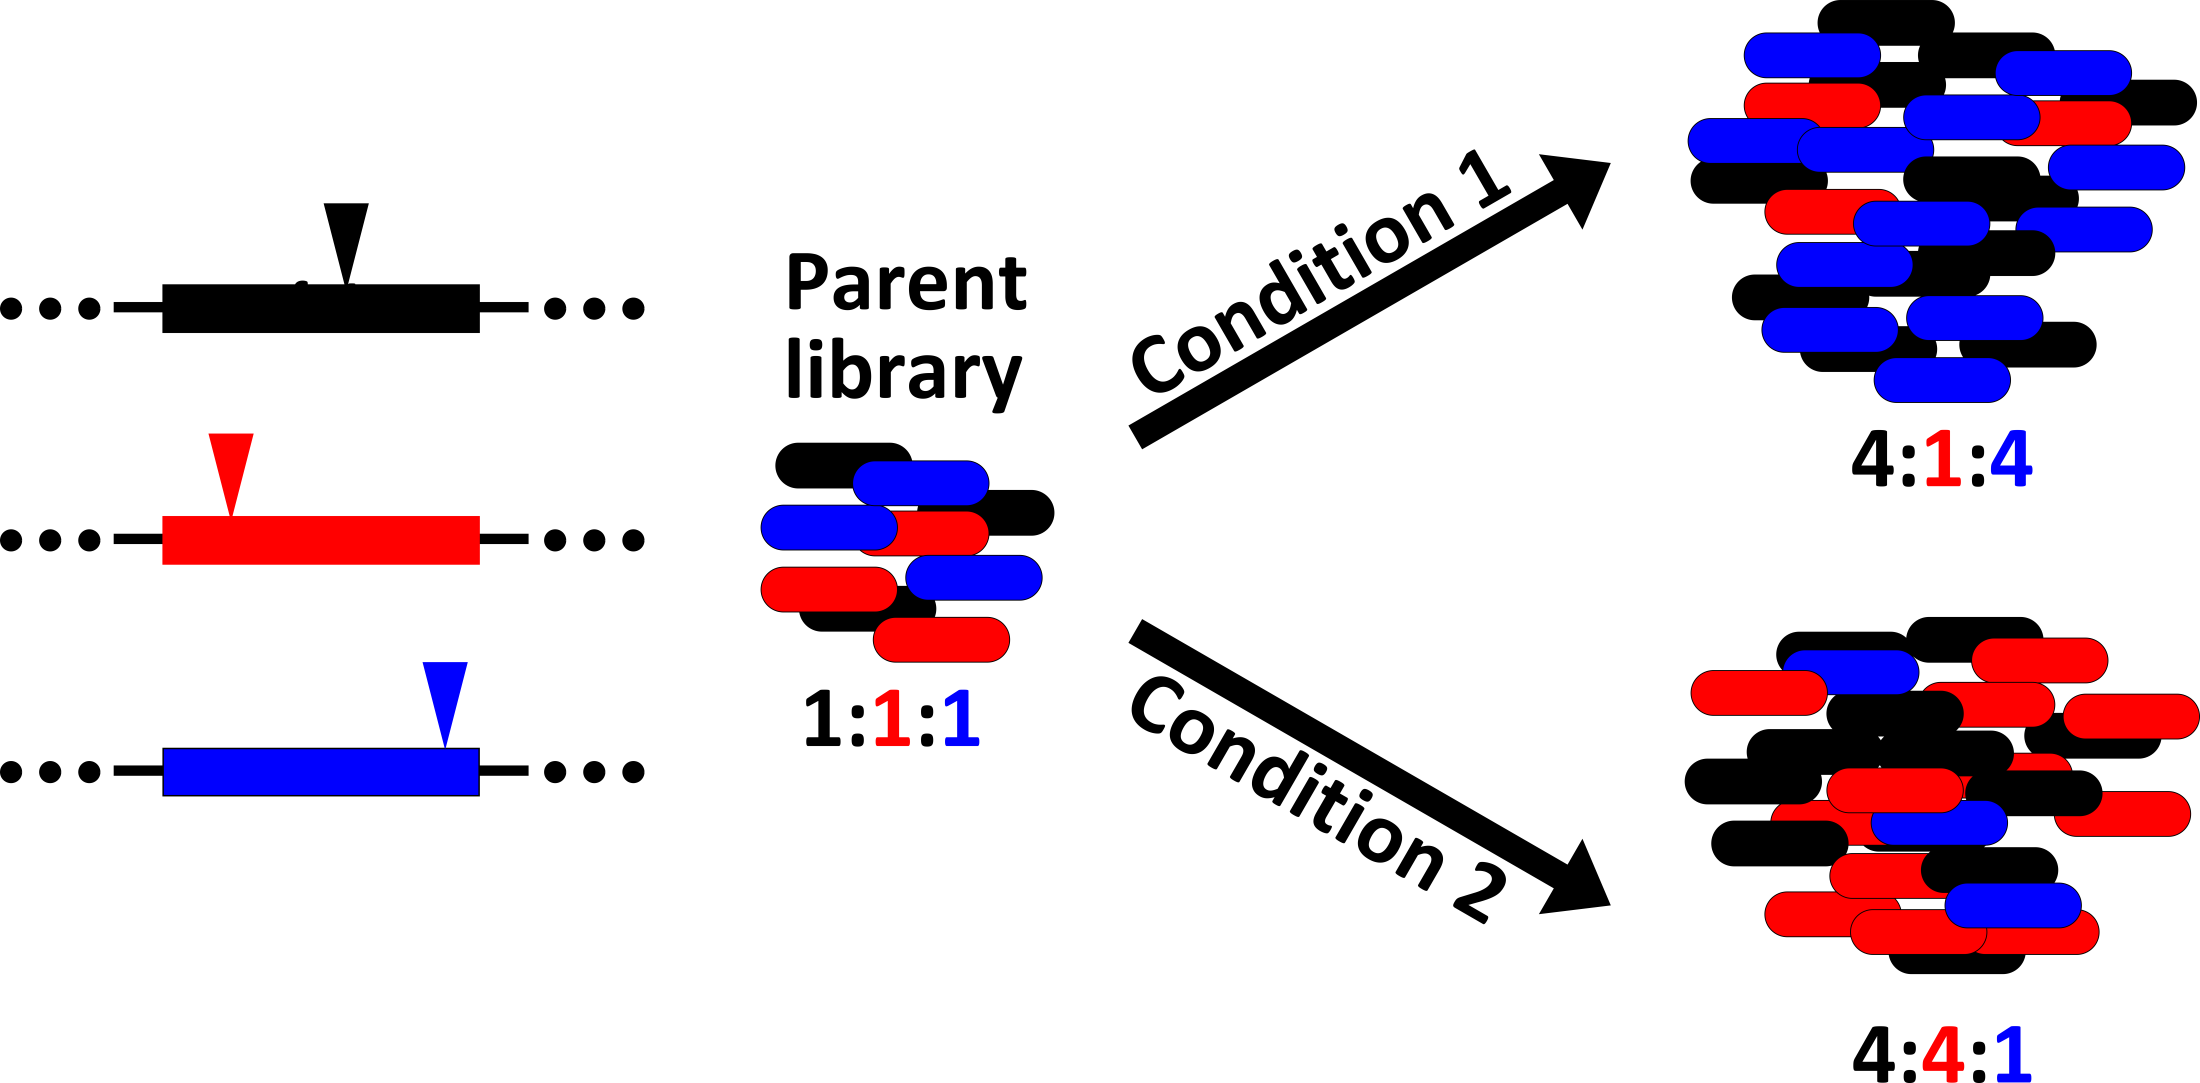 Parent
library
1:1:1
Condition 1
4:1:4
Condition 2
4:4:1